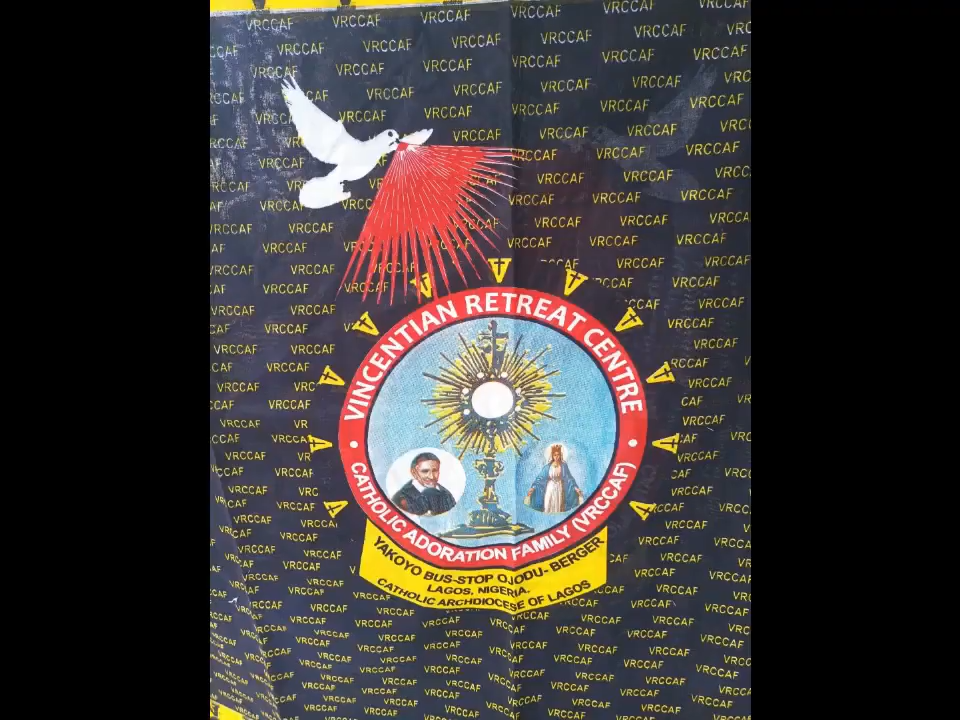 VRCCAF
VINCENTIAN RETREAT CENTRE
CATHOLIC ADORATION FAMILY (VRCCAF)
YAKOYO BUS-STOP OJODU- BERGER
LAGOS, NIGERIA.
CATHOLIC ARCHDIOCESE OF LAGOS